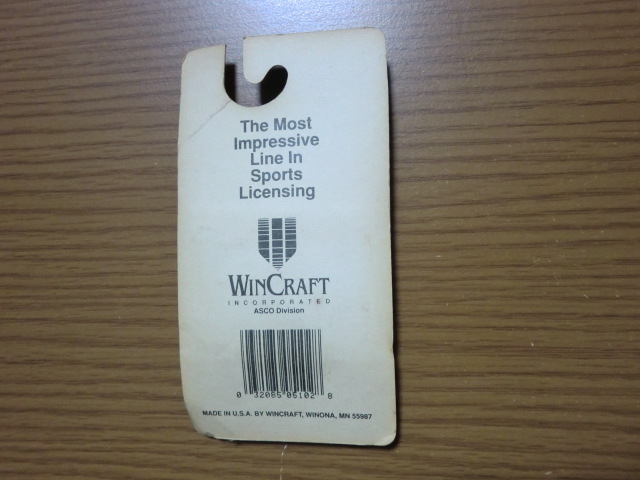 The Most
Impressive
Line In
Sports
Licensing
WINCRAFT
INCORPORATED
ASCO Division
0 32085 05102 8
MADE IN U.S.A. BY WINCRAFT, WINONA, MN 55987